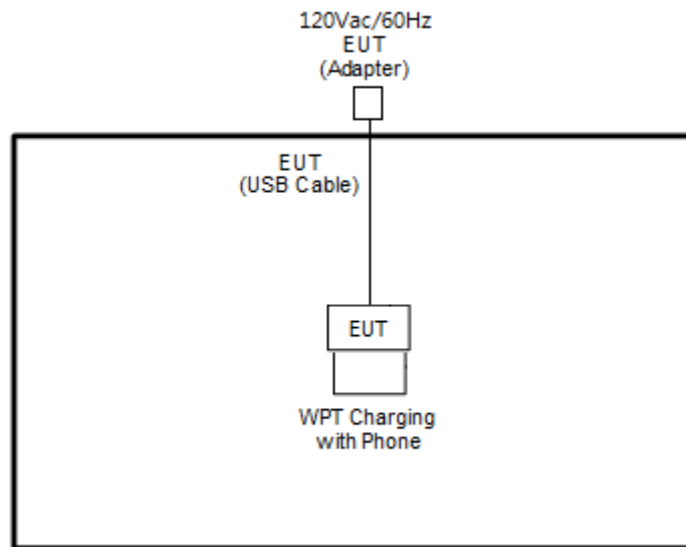 120Vac/60Hz
EUT
(Adapter)
EUT
(USB Cable)
EUT
WPT Charging
with Phone